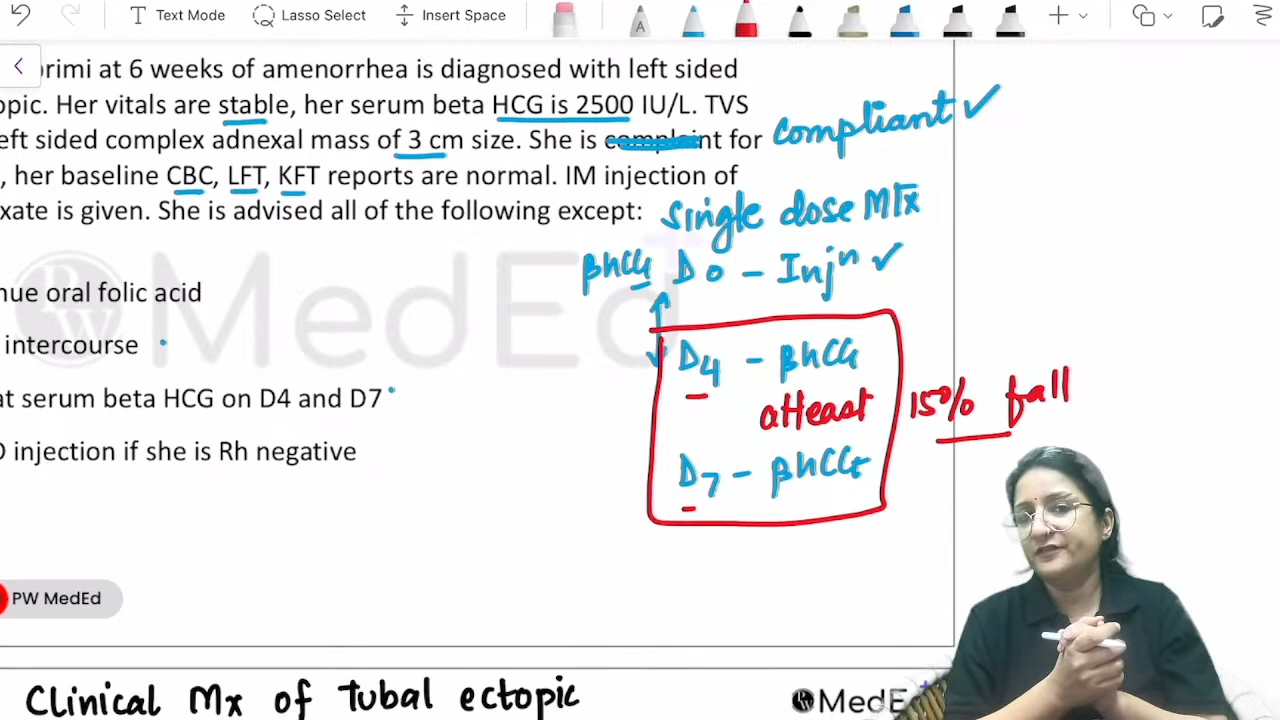 Text Mode Lasso Select Insert Space
primi at 6 weeks of amenorrhea is diagnosed with left sided
opic. Her vitals are stable, her serum beta HCG is 2500 IU/L. TVS
eft sided complex adnexal mass of 3 cm size. She is complaint for
compliant ✓
, her baseline CBC, LFT, KFT reports are normal. IM injection of
xate is given. She is advised all of the following except:
Single dose MTx
βhCG D0 – Injⁿ ✓
nue oral folic acid
intercourse
D4 – βhCG
at serum beta HCG on D4 and D7
atleast 15% fall
D injection if she is Rh negative
D7 – βhCG
PW MedEd
PW MedEd
Clinical Mx of Tubal ectopic
MedE